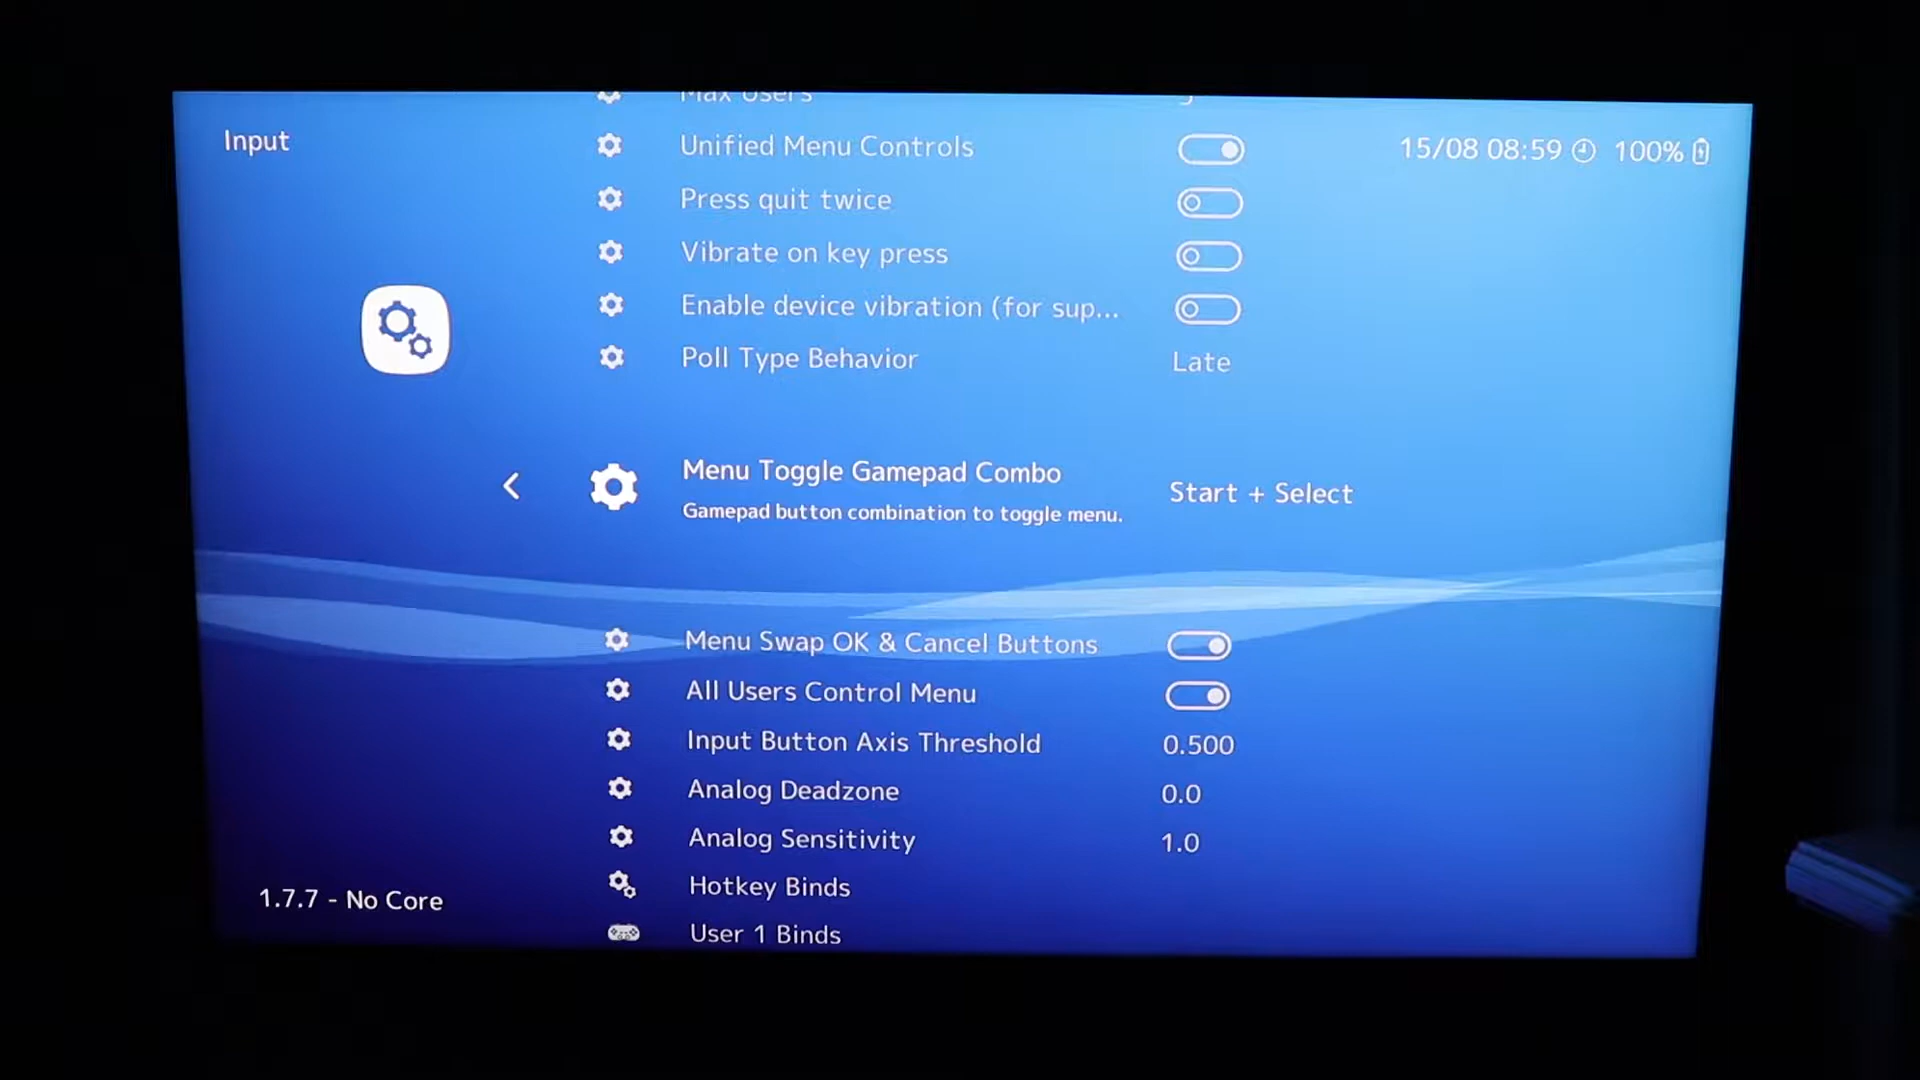 Input
Max Users
Unified Menu Controls
15/08 08:59 100%
Press quit twice
Vibrate on key press
Enable device vibration (for sup...
Poll Type Behavior Late
Menu Toggle Gamepad Combo
Gamepad button combination to toggle menu.
Start + Select
Menu Swap OK & Cancel Buttons
All Users Control Menu
Input Button Axis Threshold 0.500
Analog Deadzone 0.0
Analog Sensitivity 1.0
Hotkey Binds
User 1 Binds
1.7.7 - No Core